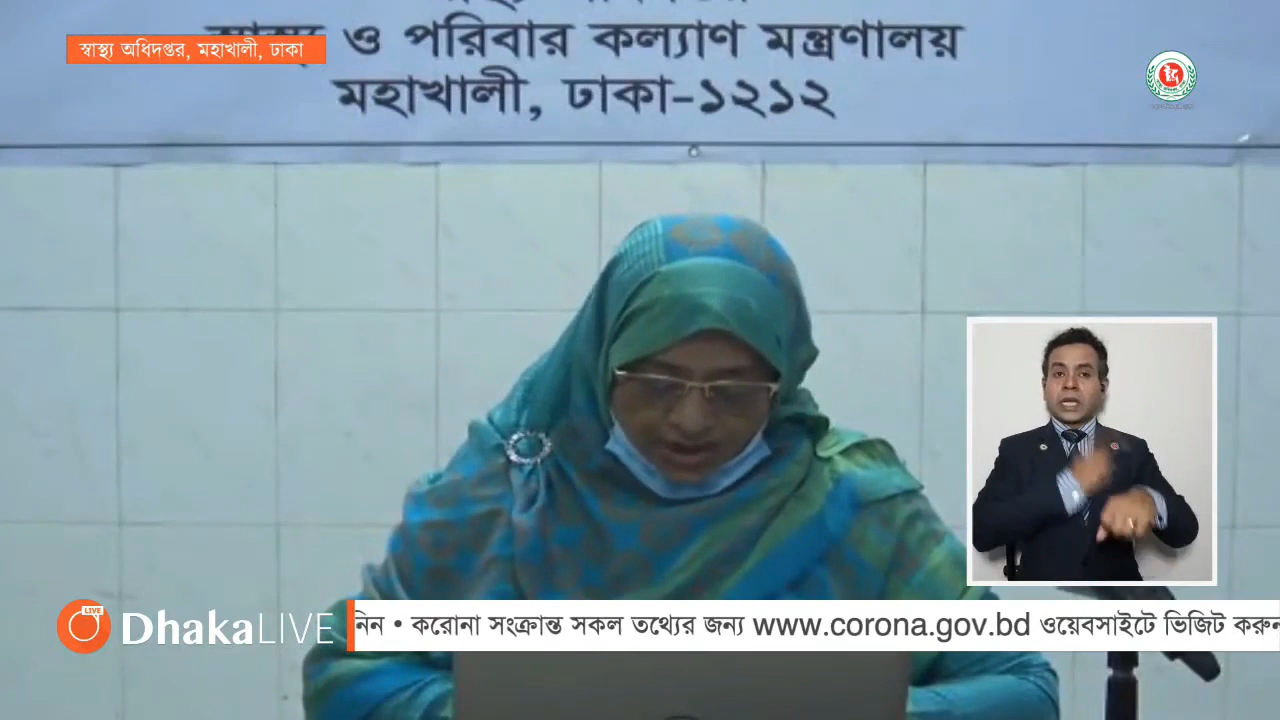 স্বাস্থ্য অধিদপ্তর, মহাখালী, ঢাকা
ও পরিবার কল্যাণ মন্ত্রণালয়
মহাখালী, ঢাকা-১২১২
LIVE
DhakaLIVE
নিন • করোনা সংক্রান্ত সকল তথ্যের জন্য www.corona.gov.bd ওয়েবসাইটে ভিজিট করুন